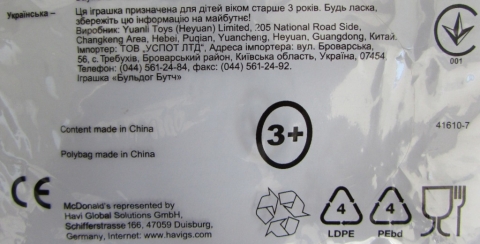 Українська –
Ця іграшка призначена для дітей віком старше 3 років. Будь ласка,
збережіть цю інформацію на майбутнє!
Виробник: Yuanli Toys (Heyuan) Limited, 205 National Road Side,
Changkeng Area, Hebei, Puqian, Yuancheng, Heyuan, Guangdong, Китай.
Імпортер: ТОВ „УСПОТ ЛТД", Адреса імпортера: вул. Броварська,
56, с. Требухів, Броварський район, Київська область, Україна, 07454
Телефон: (044) 561-24-84, факс: (044) 561-24-92.
Іграшка «Бульдог Бутч»
001
Content made in China
3+
41610-7
Polybag made in China
CE
McDonald's represented by
Havi Global Solutions GmbH,
Schifferstrasse 166, 47059 Duisburg,
Germany, Internet: www.havigs.com
4
LDPE
4
PEbd